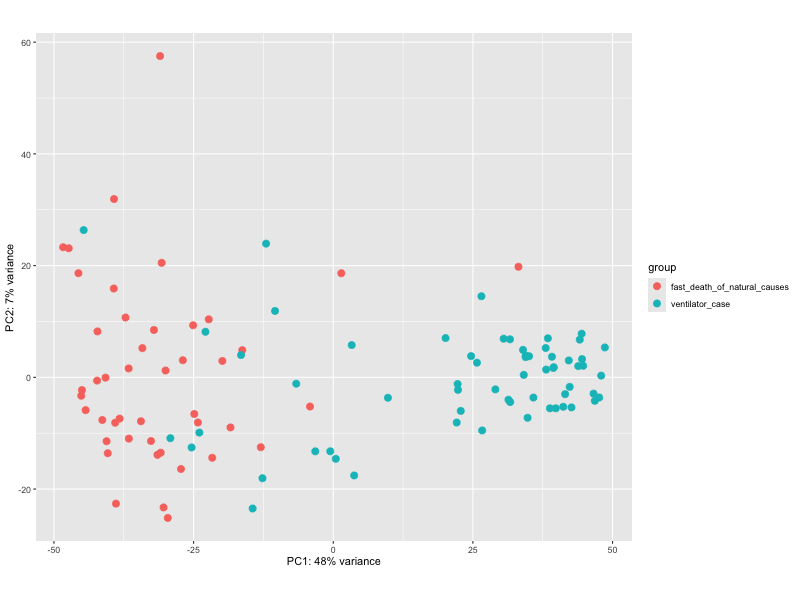 60
40
20
0
-20
-50
-25
0
25
50
PC1: 48% variance
PC2: 7% variance
group
fast_death_of_natural_causes
ventilator_case